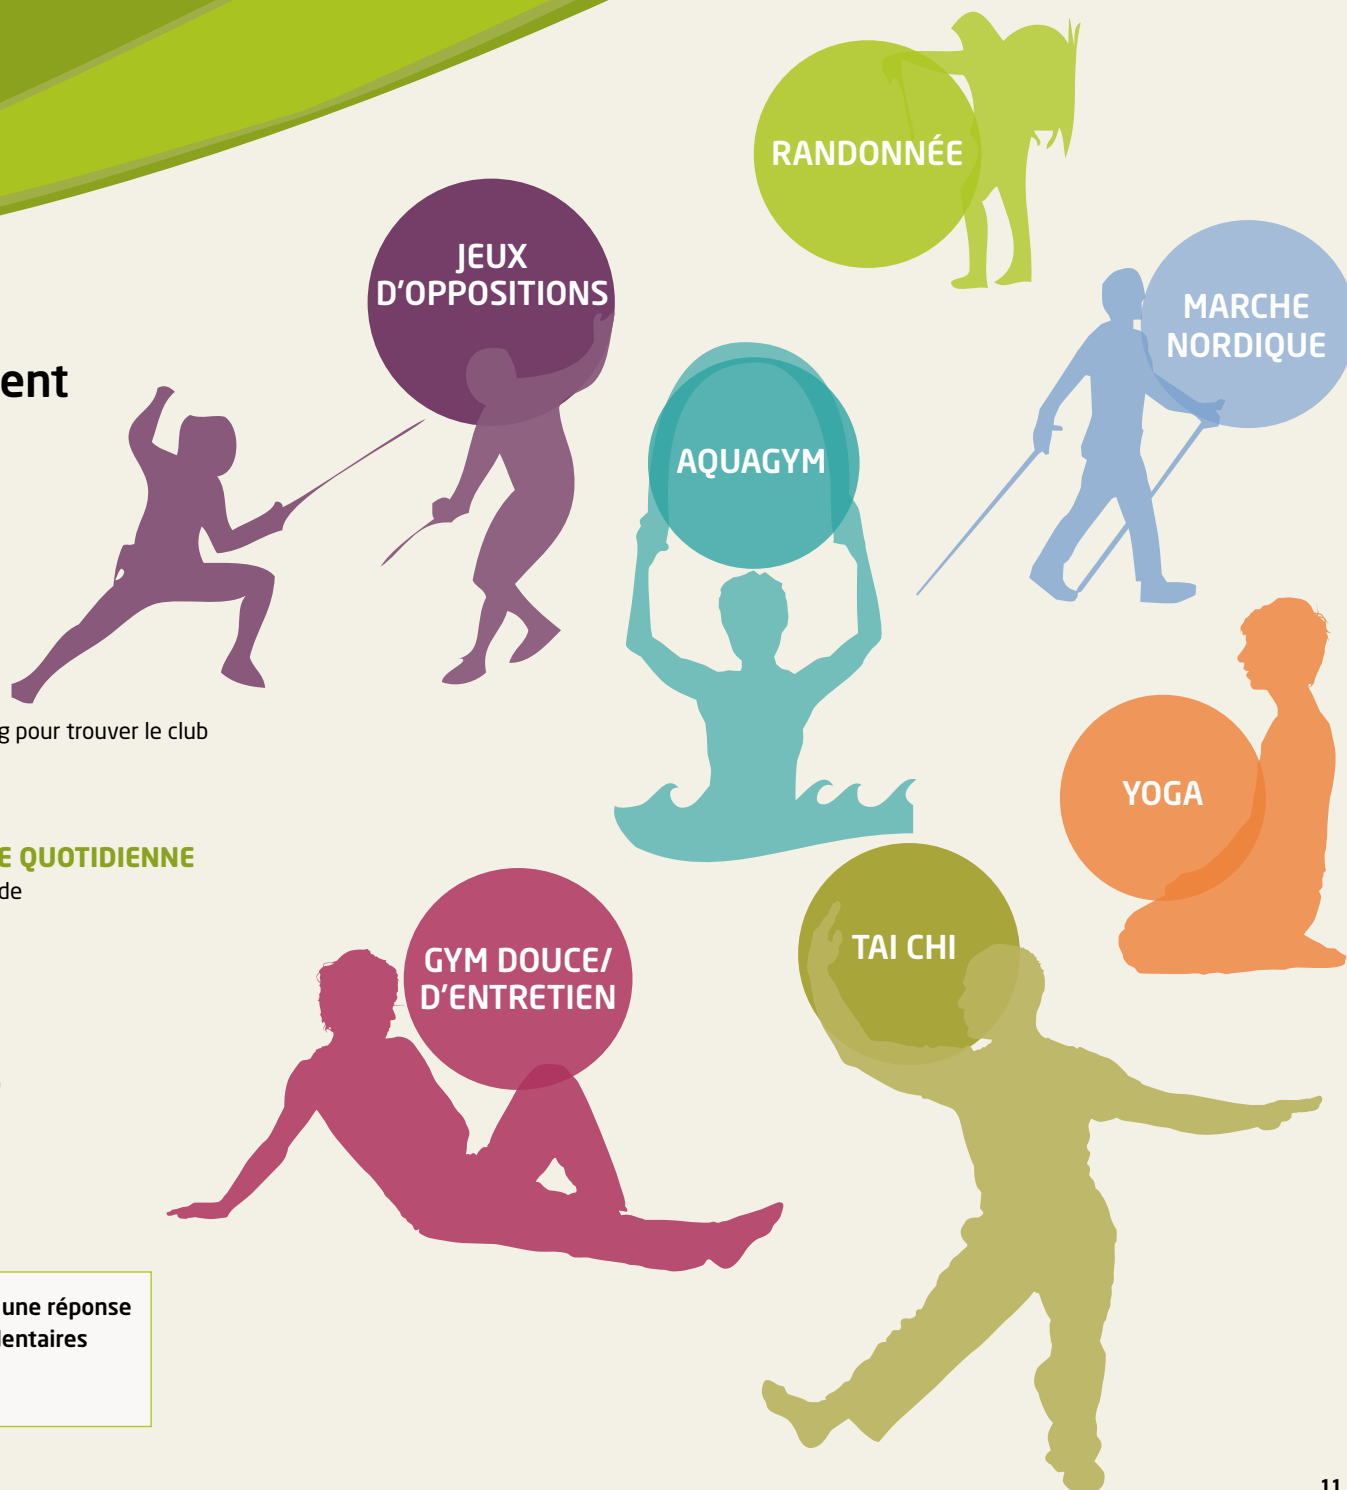 RANDONNÉE
JEUX
D'OPPOSITIONS
MARCHE
NORDIQUE
ent
AQUAGYM
g pour trouver le club
YOGA
E QUOTIDIENNE
de
GYM DOUCE/
D'ENTRETIEN
TAI CHI
une réponse
dentaires
11